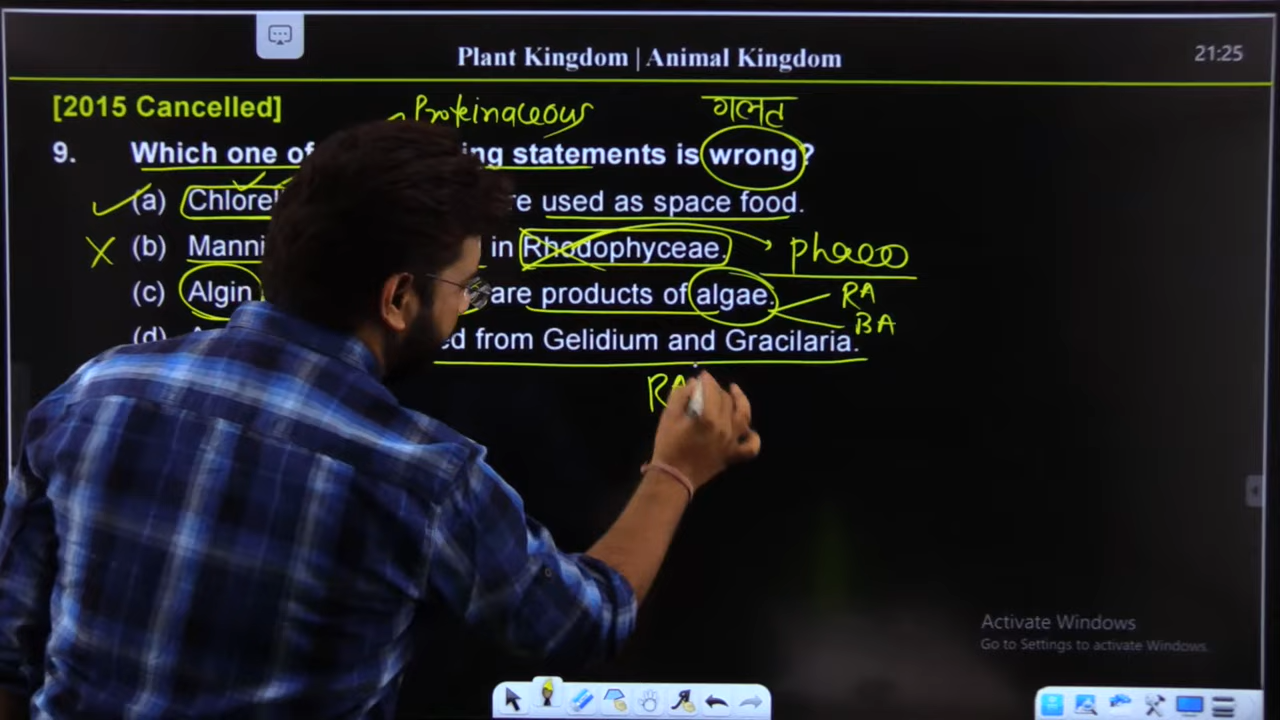 Plant Kingdom | Animal Kingdom
21:25
[2015 Cancelled]
Proteinaceous
गलत
9. Which one of ing statements is wrong?
(a) Chlorel re used as space food.
(b) Manni in Rhodophyceae. phaeo
(c) Algin are products of algae. RA
BA
(d) ed from Gelidium and Gracilaria.
RA
Activate Windows
Go to Settings to activate Windows.